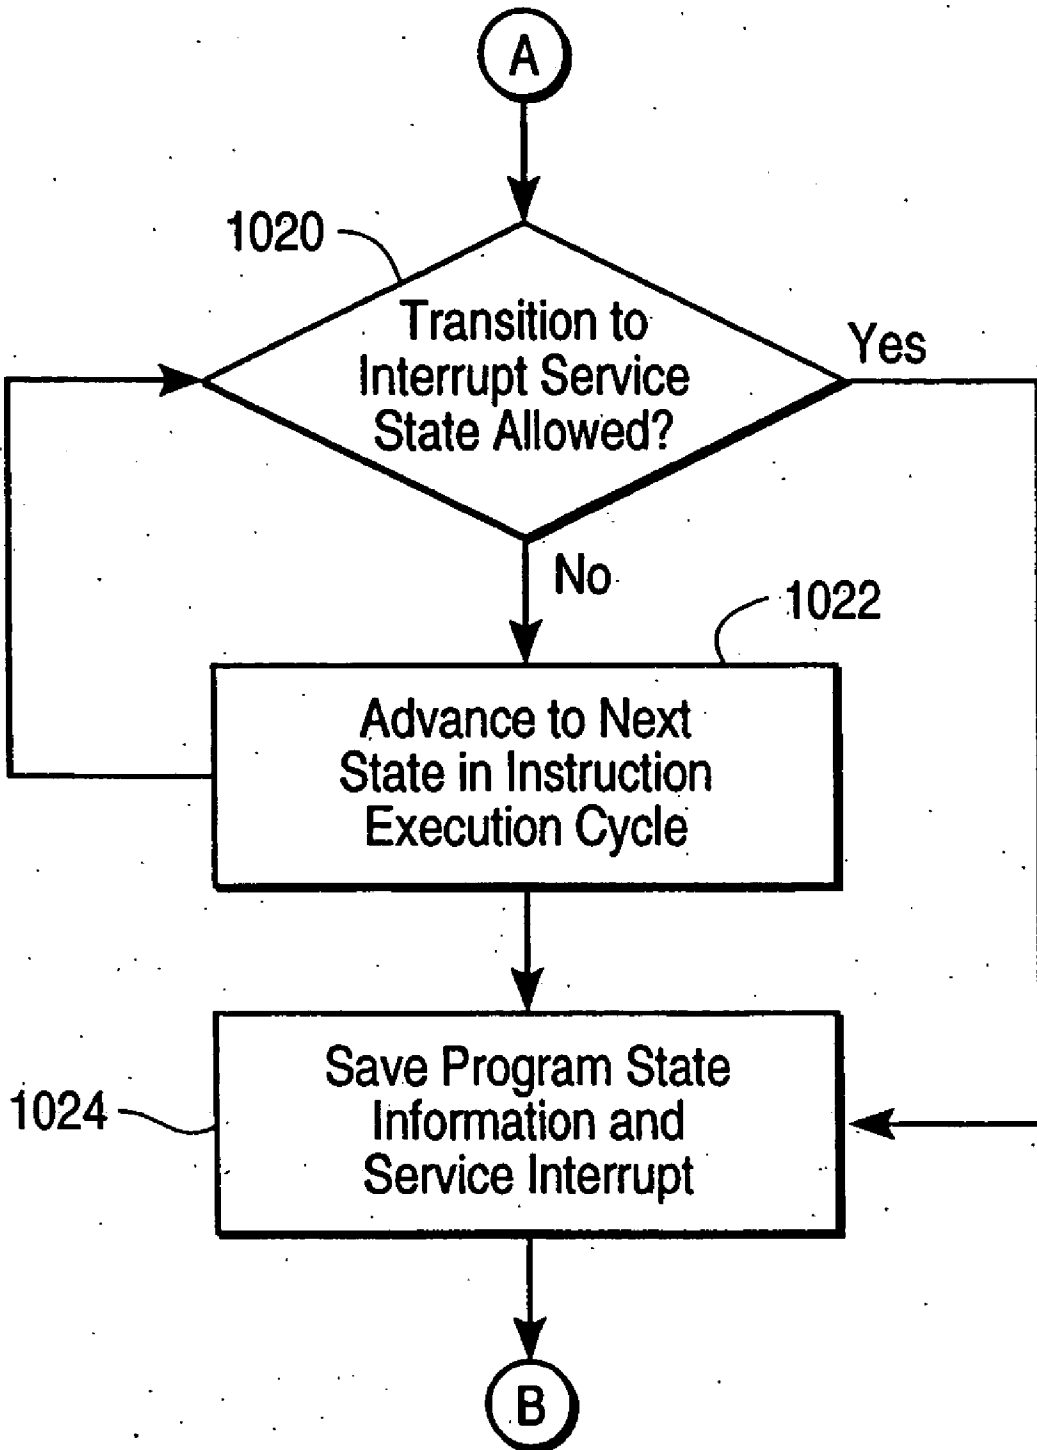 A
1020
Transition to
Interrupt Service
State Allowed?
Yes
No
1022
Advance to Next
State in Instruction
Execution Cycle
1024
Save Program State
Information and
Service Interrupt
B